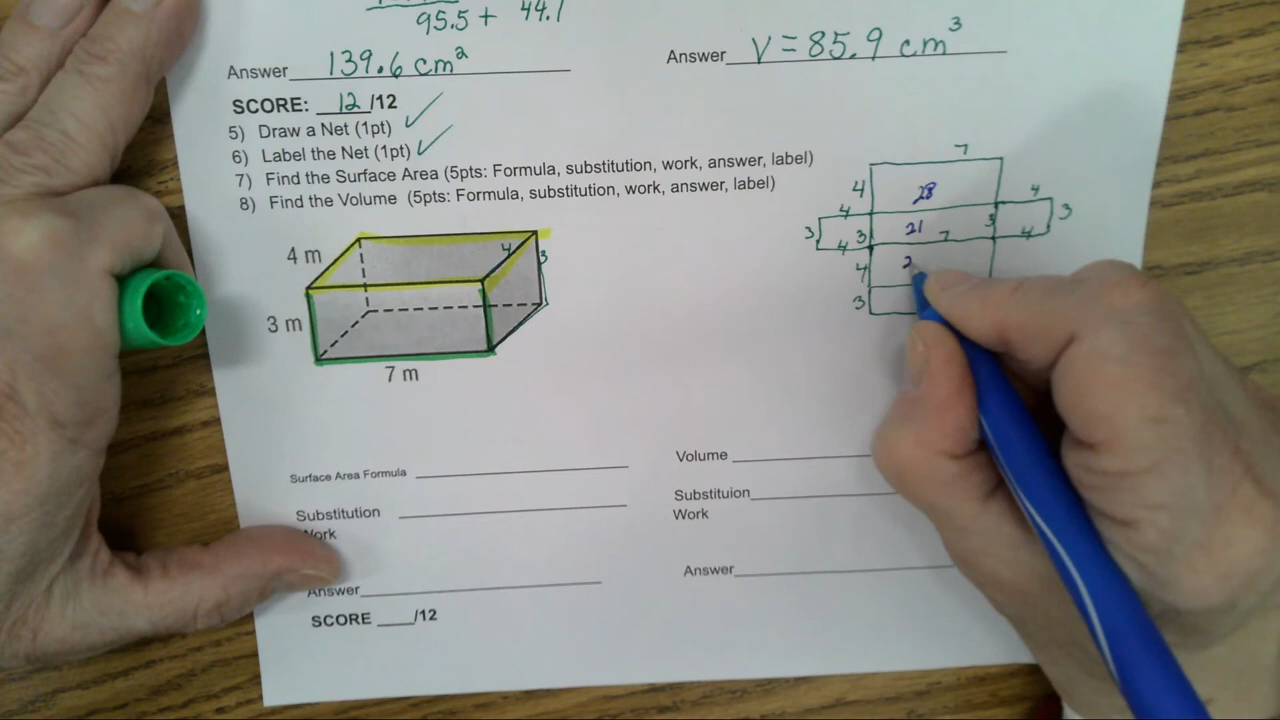 95.5 + 44.1
Answer 139.6 cm²
Answer V = 85.9 cm³
SCORE: 12 /12
5) Draw a Net (1pt) ✓
6) Label the Net (1pt) ✓
7) Find the Surface Area (5pts: Formula, substitution, work, answer, label)
8) Find the Volume (5pts: Formula, substitution, work, answer, label)
7
4 28 4
4 3
3 3 21 3
4 7 4
4 2
3
4 m 4
3
3 m
7 m
Surface Area Formula
Volume
Substitution
Substituion
Work
Work
Answer
Answer
SCORE ____/12